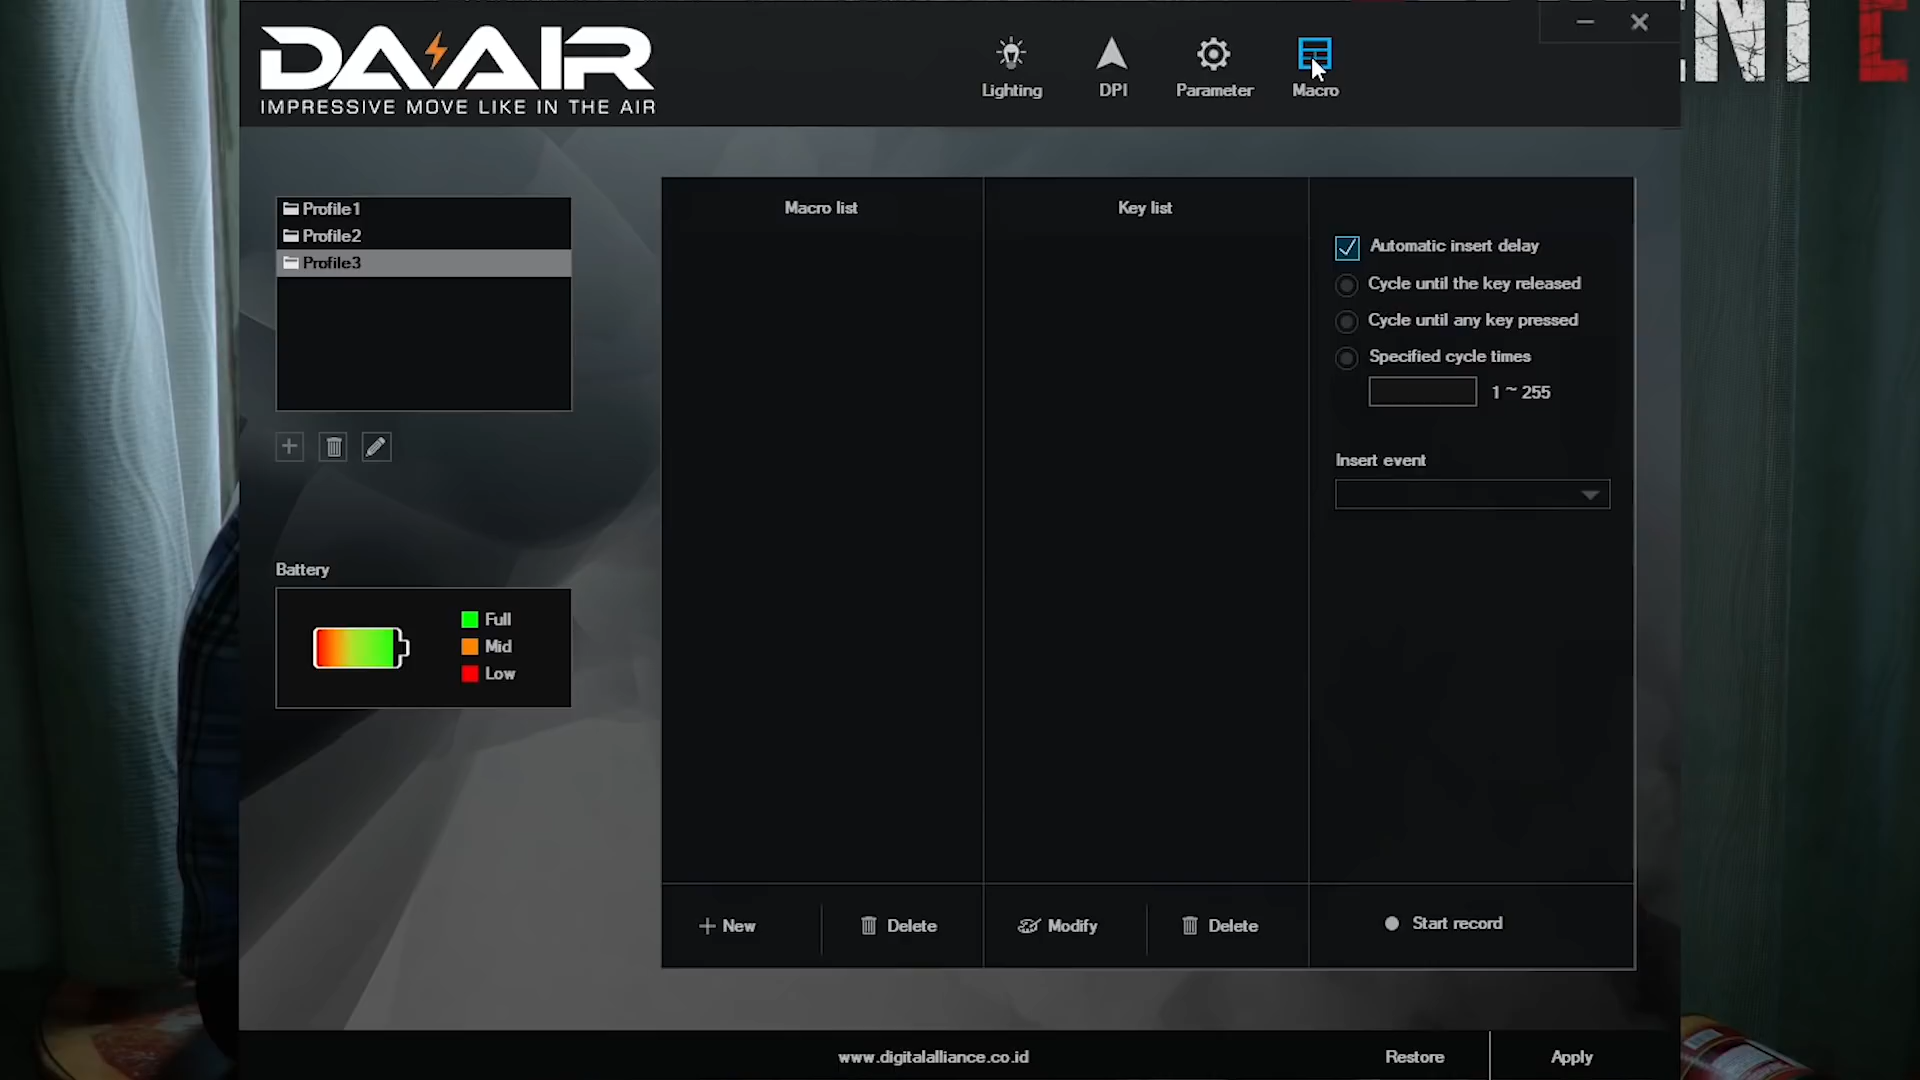 DA AIR
IMPRESSIVE MOVE LIKE IN THE AIR
Lighting
DPI
Parameter
Macro
Profile1
Profile2
Profile3
Battery
Full
Mid
Low
Macro list
Key list
Automatic insert delay
Cycle until the key released
Cycle until any key pressed
Specified cycle times
1 ~ 255
Insert event
New
Delete
Modify
Delete
Start record
www.digitalalliance.co.id
Restore
Apply